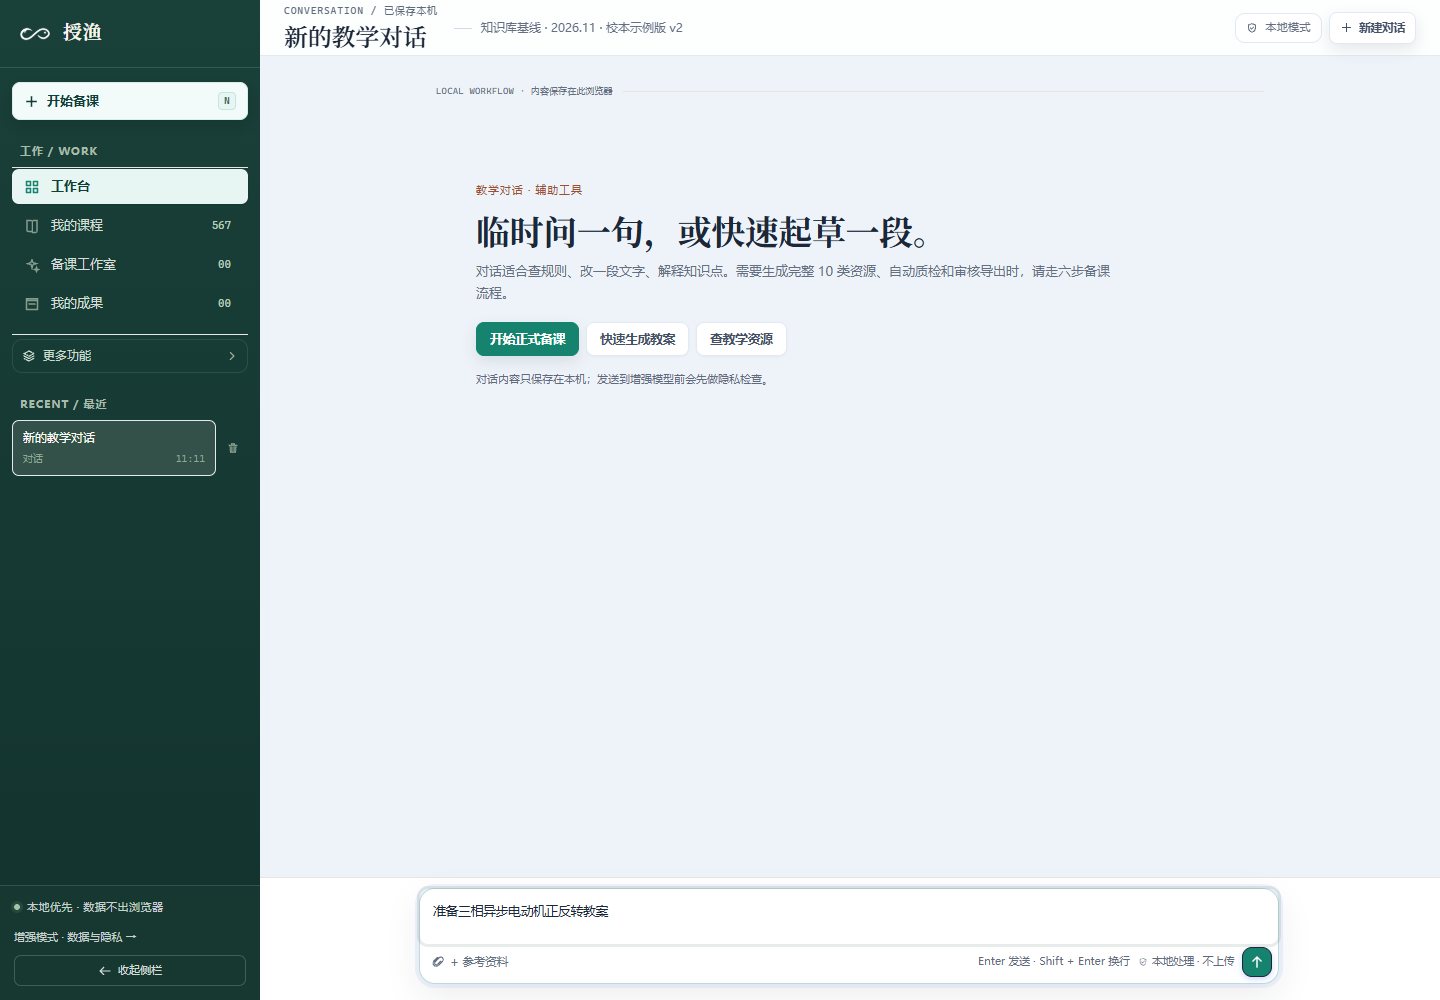 授渔
开始备课 N
工作 / WORK
工作台
我的课程 567
备课工作室 00
我的成果 00
更多功能
RECENT / 最近
新的教学对话
对话 11:11
本地优先 · 数据不出浏览器
增强模式 · 数据与隐私 →
收起侧栏
CONVERSATION / 已保存本机
新的教学对话
知识库基线 · 2026.11 · 校本示例版 v2
本地模式
新建对话
LOCAL WORKFLOW · 内容保存在此浏览器
教学对话 · 辅助工具
临时问一句，或快速起草一段。
对话适合查规则、改一段文字、解释知识点。需要生成完整 10 类资源、自动质检和审核导出时，请走六步备课
流程。
开始正式备课
快速生成教案
查教学资源
对话内容只保存在本机；发送到增强模型前会先做隐私检查。
准备三相异步电动机正反转教案
+ 参考资料
Enter 发送 · Shift + Enter 换行
本地处理 · 不上传